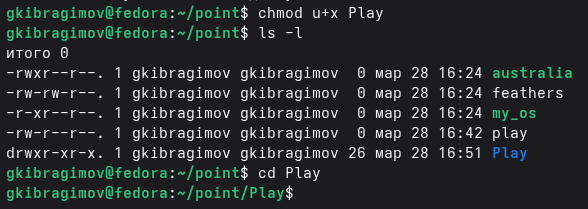 gkibragimov@fedora:~/point$ chmod u+x Play
gkibragimov@fedora:~/point$ ls -l
итого 0
-rwxr--r--. 1 gkibragimov gkibragimov  0 мар 28 16:24 australia
-rw-rw-r--. 1 gkibragimov gkibragimov  0 мар 28 16:24 feathers
-r-xr--r--. 1 gkibragimov gkibragimov  0 мар 28 16:24 my_os
-rw-r--r--. 1 gkibragimov gkibragimov  0 мар 28 16:42 play
drwxr-xr-x. 1 gkibragimov gkibragimov 26 мар 28 16:51 Play
gkibragimov@fedora:~/point$ cd Play
gkibragimov@fedora:~/point/Play$